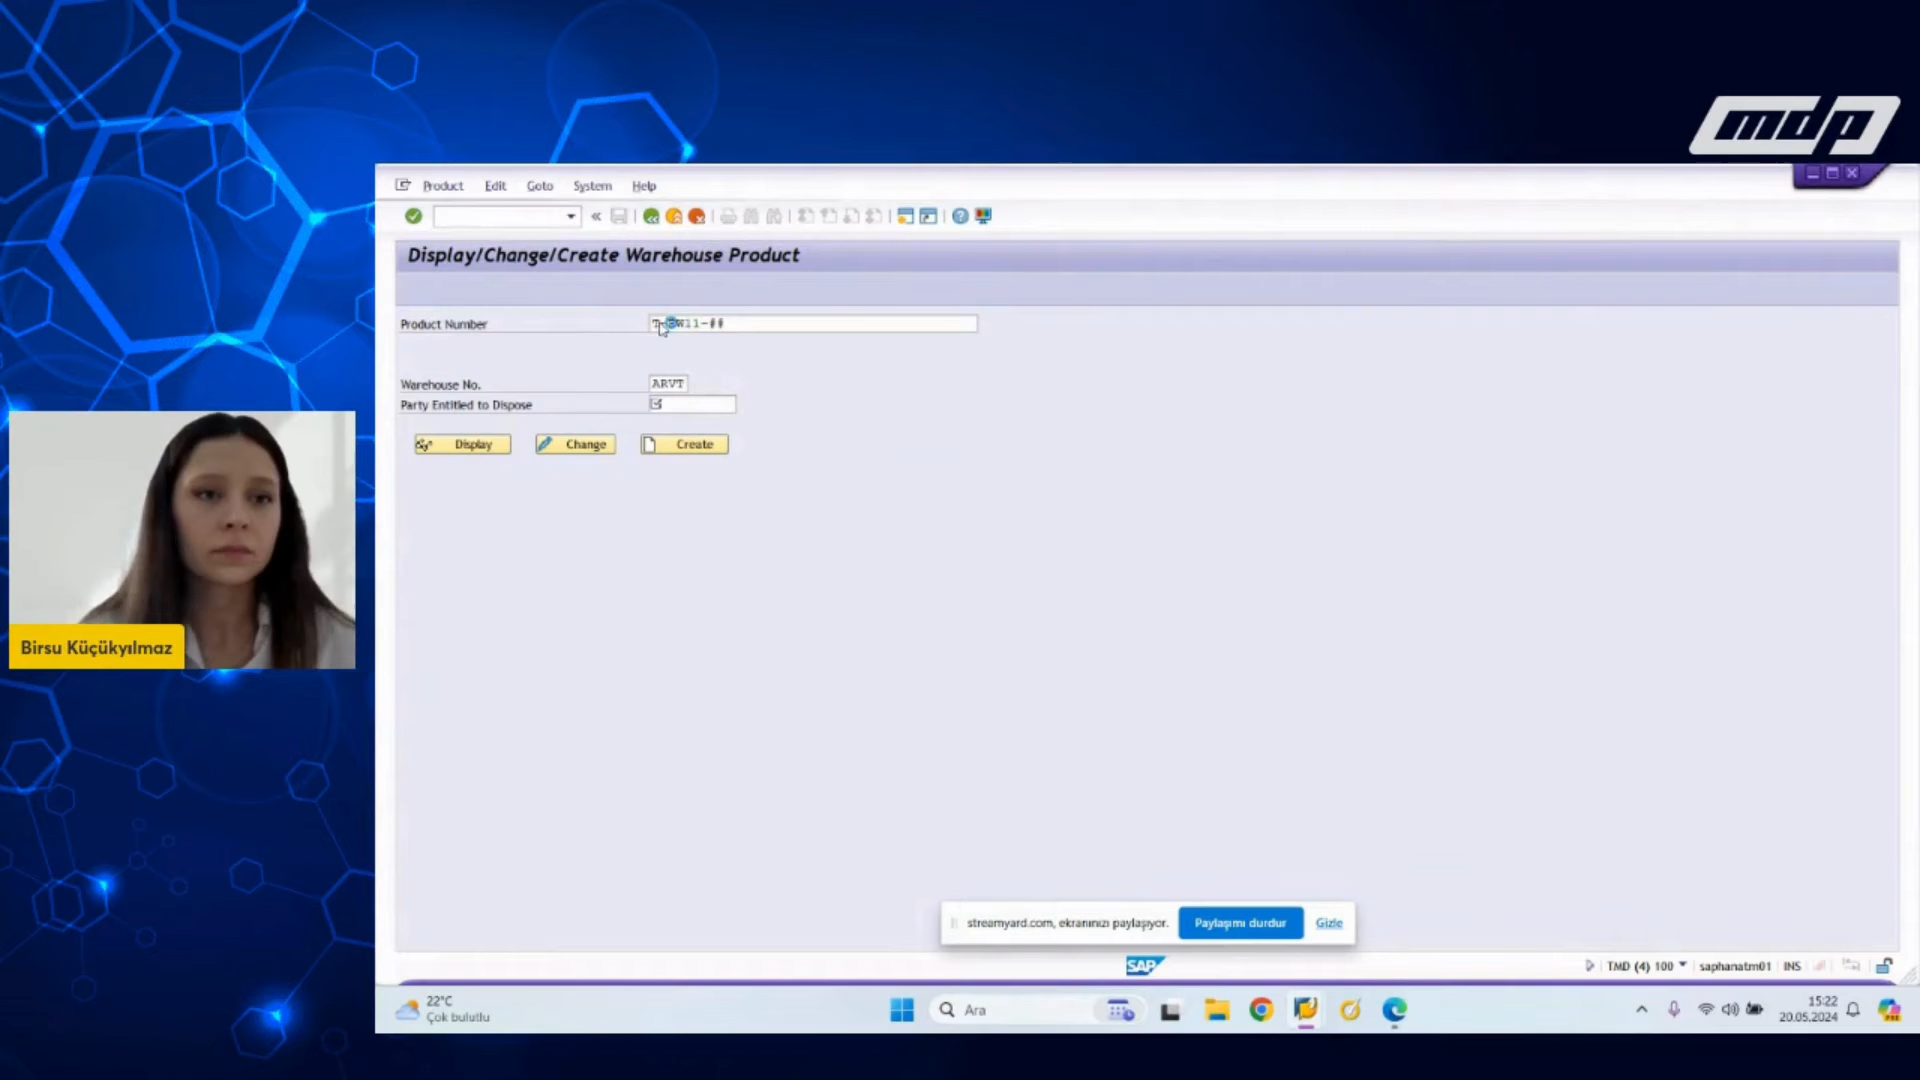 mdp
Product Edit Goto System Help
Display/Change/Create Warehouse Product
Product Number
Warehouse No. ARVT
Party Entitled to Dispose
Display Change Create
Birsu Küçükyılmaz
streamyard.com, ekranınızı paylaşıyor. Paylaşımı durdur Gizle
SAP TMD (4) 100 saphanatm01 INS
22°C
Çok bulutlu
Ara
15:22
20.05.2024